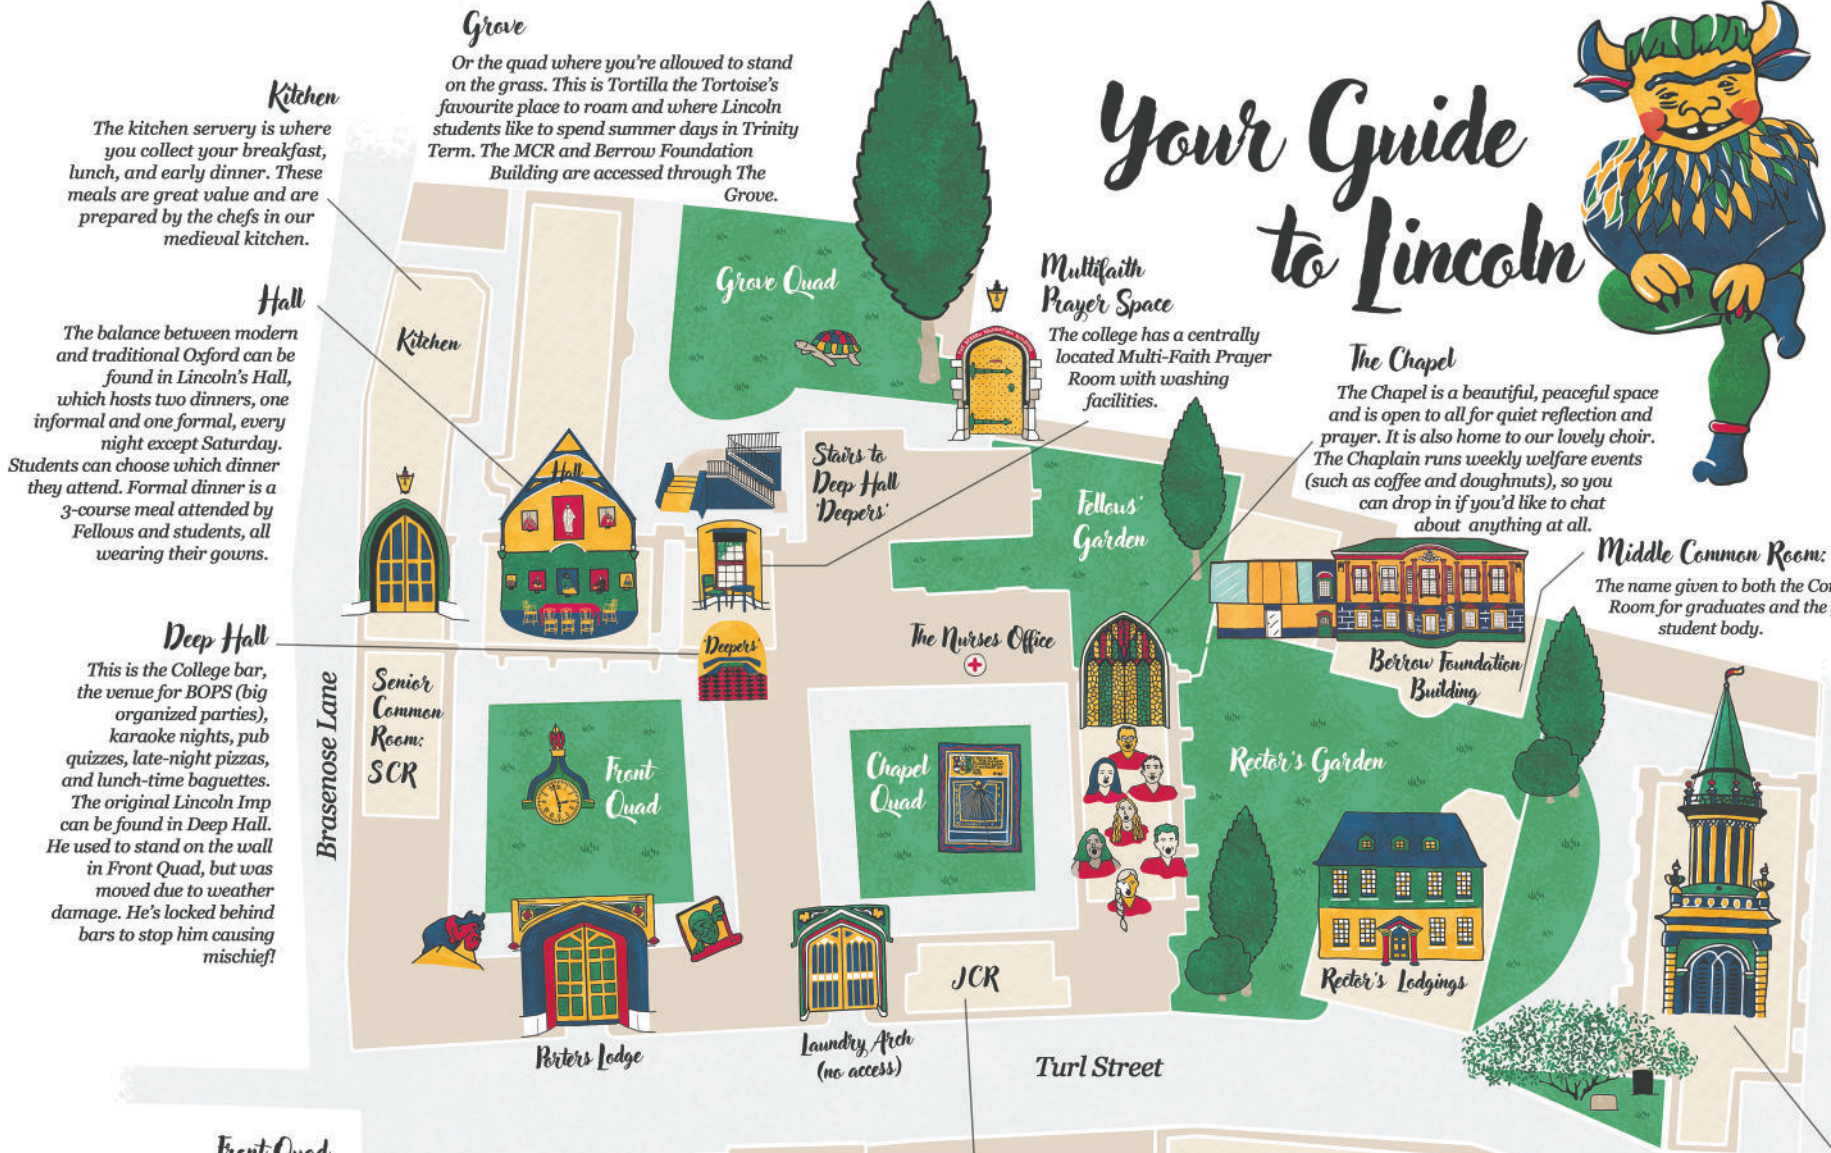 Grove
Or the quad where you're allowed to stand
on the grass. This is Tortilla the Tortoise's
favourite place to roam and where Lincoln
students like to spend summer days in Trinity
Term. The MCR and Berrow Foundation
Building are accessed through The
Grove.
Kitchen
The kitchen servery is where
you collect your breakfast,
lunch, and early dinner. These
meals are great value and are
prepared by the chefs in our
medieval kitchen.
Your Guide
to Lincoln
Hall
The balance between modern
and traditional Oxford can be
found in Lincoln's Hall,
which hosts two dinners, one
informal and one formal, every
night except Saturday.
Students can choose which dinner
they attend. Formal dinner is a
3-course meal attended by
Fellows and students, all
wearing their gowns.
Kitchen
Grove Quad
Multifaith
Prayer Space
The college has a centrally
located Multi-Faith Prayer
Room with washing
facilities.
The Chapel
The Chapel is a beautiful, peaceful space
and is open to all for quiet reflection and
prayer. It is also home to our lovely choir.
The Chaplain runs weekly welfare events
(such as coffee and doughnuts), so you
can drop in if you'd like to chat
about anything at all.
Hall
Stairs to
Deep Hall
'Deepers'
Fellows'
Garden
Middle Common Room:
The name given to both the
Room for graduates and the
student body.
Deep Hall
This is the College bar,
the venue for BOPS (big
organized parties),
karaoke nights, pub
quizzes, late-night pizzas,
and lunch-time baguettes.
The original Lincoln Imp
can be found in Deep Hall.
He used to stand on the wall
in Front Quad, but was
moved due to weather
damage. He's locked behind
bars to stop him causing
mischief!
'Deepers'
The Nurses Office
Berrow Foundation
Building
Brasenose Lane
Senior
Common
Room:
SCR
Front
Quad
Chapel
Quad
Rector's Garden
JCR
Rector's Lodgings
Porters Lodge
Laundry Arch
(no access)
Turl Street
Front Quad